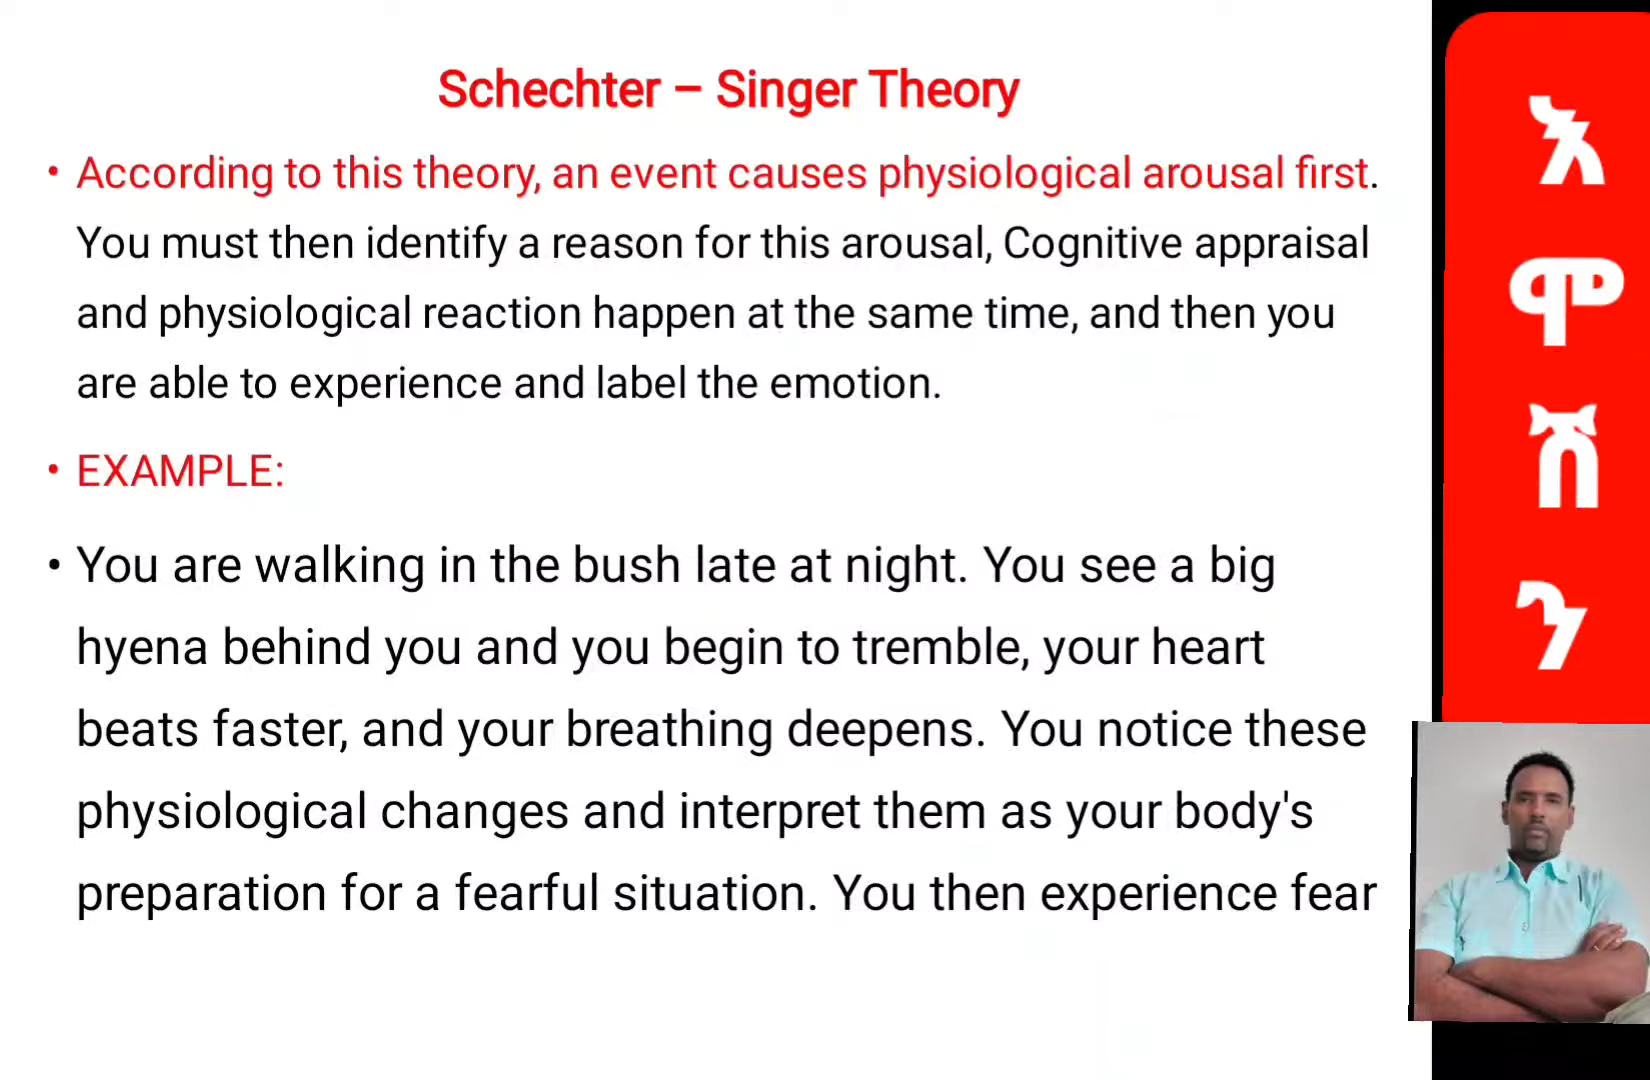 Schechter – Singer Theory
• According to this theory, an event causes physiological arousal first.
You must then identify a reason for this arousal, Cognitive appraisal
and physiological reaction happen at the same time, and then you
are able to experience and label the emotion.
• EXAMPLE:
• You are walking in the bush late at night. You see a big
hyena behind you and you begin to tremble, your heart
beats faster, and your breathing deepens. You notice these
physiological changes and interpret them as your body's
preparation for a fearful situation. You then experience fear
እ
ሞ
ሸ
ን